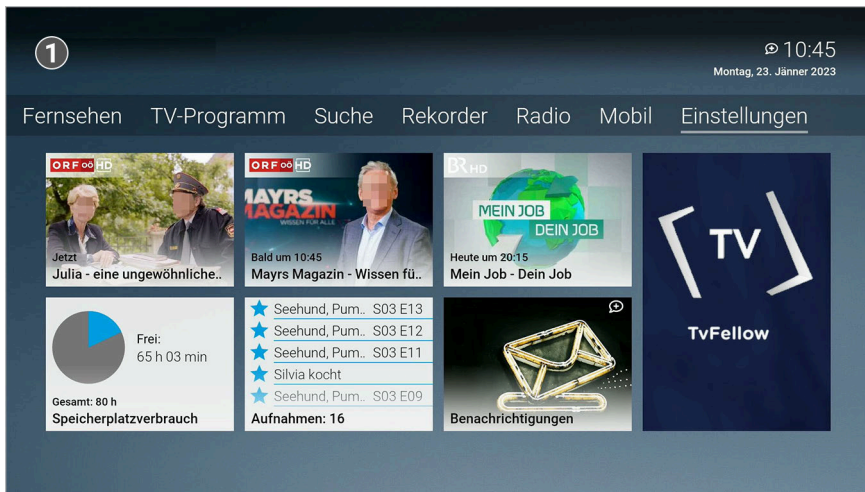 1
10:45
Montag, 23. Jänner 2023
Fernsehen TV-Programm Suche Rekorder Radio Mobil Einstellungen
ORF oö HD
Jetzt
Julia - eine ungewöhnliche..
ORF oö HD
MAYRS
MAGAZIN
WISSEN FÜR ALLE
Bald um 10:45
Mayrs Magazin - Wissen fü..
BR HD
MEIN JOB
DEIN JOB
Heute um 20:15
Mein Job - Dein Job
TV
TvFellow
Frei:
65 h 03 min
Gesamt: 80 h
Speicherplatzverbrauch
Seehund, Pum.. S03 E13
Seehund, Pum.. S03 E12
Seehund, Pum.. S03 E11
Silvia kocht
Seehund, Pum.. S03 E09
Aufnahmen: 16
Benachrichtigungen